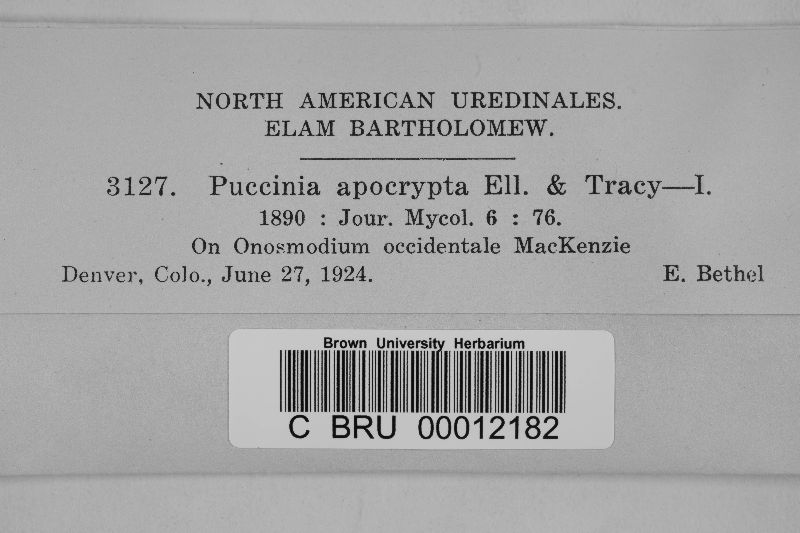 NORTH AMERICAN UREDINALES.
ELAM BARTHOLOMEW.
3127. Puccinia apocrypta Ell. & Tracy—I.
1890 : Jour. Mycol. 6 : 76.
On Onosmodium occidentale MacKenzie
Denver, Colo., June 27, 1924. E. Bethel
Brown University Herbarium
C BRU 00012182